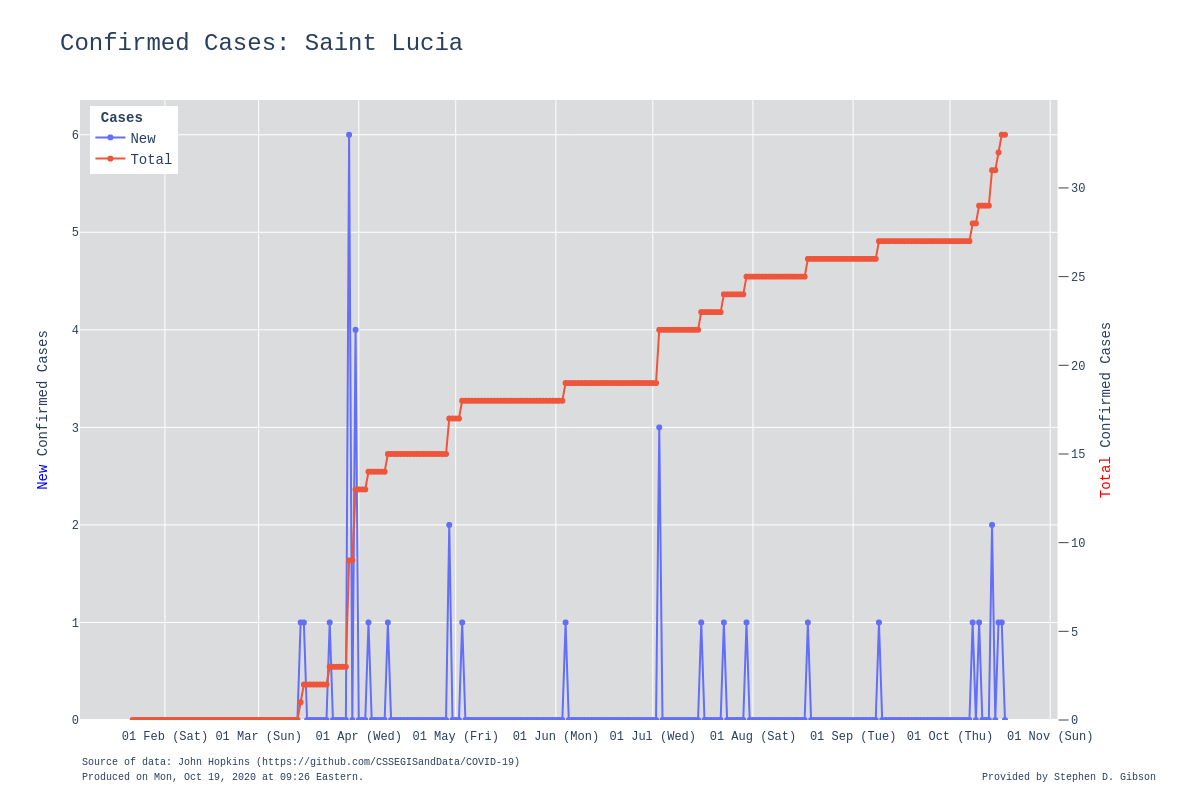 Confirmed Cases: Saint Lucia
Cases
New
Total
6
5
4
3
2
1
0
New Confirmed Cases
30
25
20
15
10
5
0
Total Confirmed Cases
01 Feb (Sat) 01 Mar (Sun) 01 Apr (Wed) 01 May (Fri) 01 Jun (Mon) 01 Jul (Wed) 01 Aug (Sat) 01 Sep (Tue) 01 Oct (Thu) 01 Nov (Sun)
Source of data: John Hopkins (https://github.com/CSSEGISandData/COVID-19)
Produced on Mon, Oct 19, 2020 at 09:26 Eastern.
Provided by Stephen D. Gibson